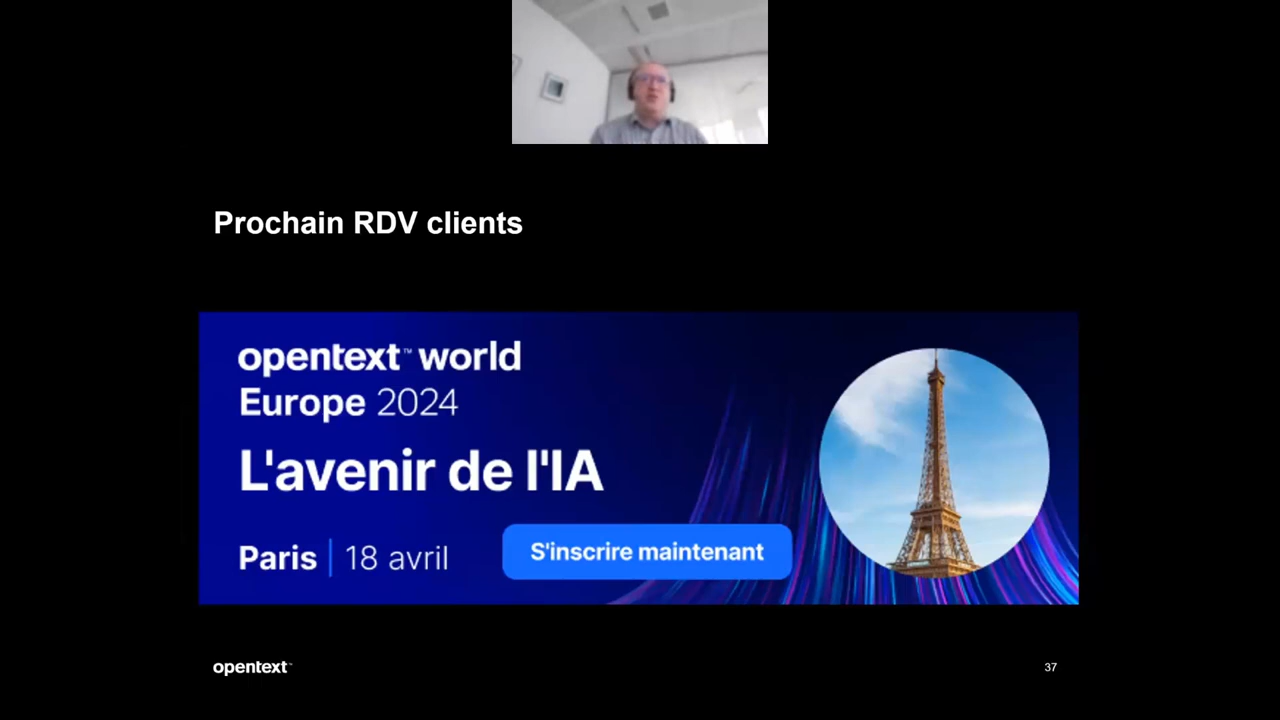 Prochain RDV clients
opentext™ world
Europe 2024
L'avenir de l'IA
Paris | 18 avril
S'inscrire maintenant
opentext™
37